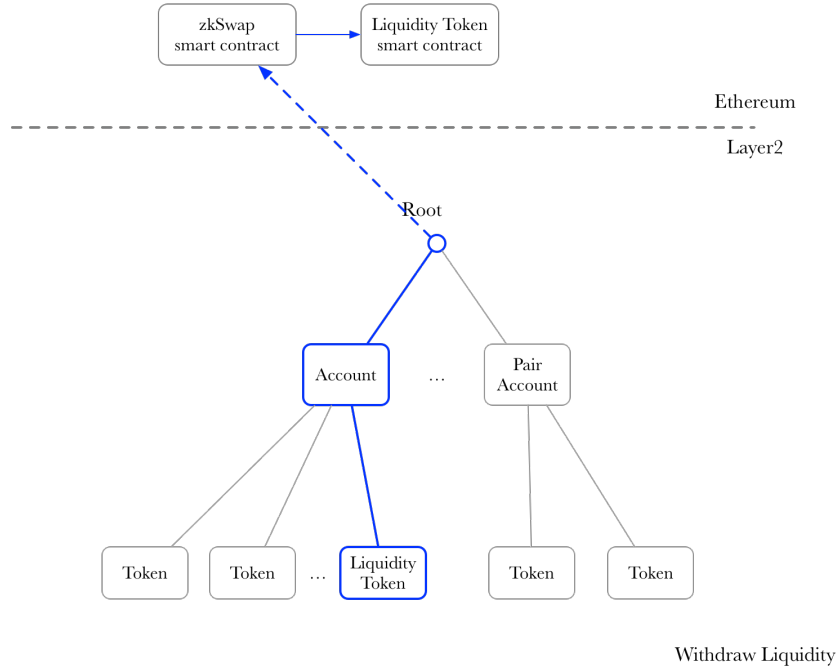 zkSwap
smart contract
Liquidity Token
smart contract
Ethereum
Layer2
Root
Account
...
Pair
Account
Token
Token
...
Liquidity
Token
Token
Token
Withdraw Liquidity